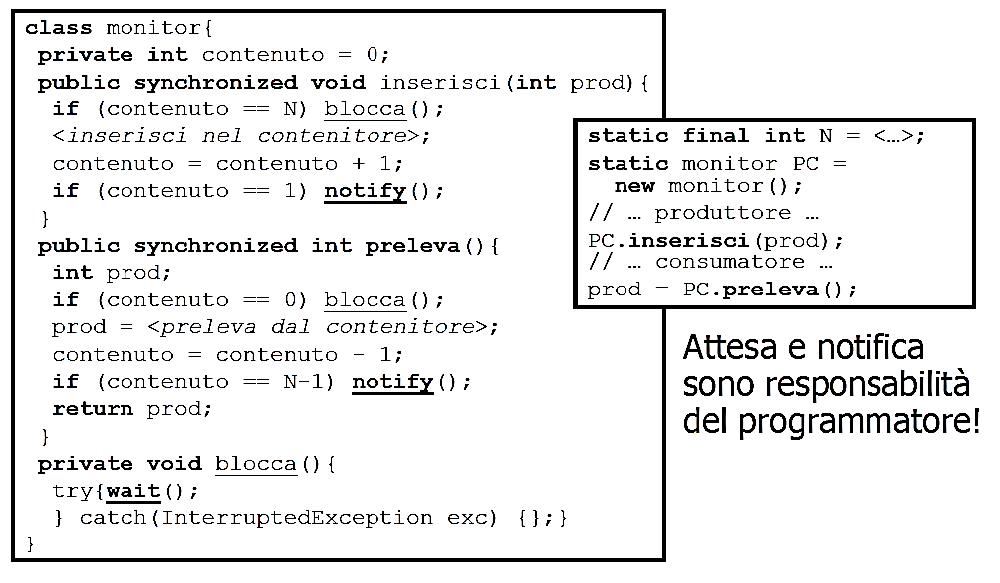 class monitor{
private int contenuto = 0;
public synchronized void inserisci(int prod){
if (contenuto == N) blocca();
<inserisci nel contenitore>;
contenuto = contenuto + 1;
if (contenuto == 1) notify();
}
public synchronized int preleva(){
int prod;
if (contenuto == 0) blocca();
prod = <preleva dal contenitore>;
contenuto = contenuto - 1;
if (contenuto == N-1) notify();
return prod;
}
private void blocca(){
try{wait();
} catch(InterruptedException exc) {};}
}
static final int N = <…>;
static monitor PC =
new monitor();
// … produttore …
PC.inserisci(prod);
// … consumatore …
prod = PC.preleva();
Attesa e notifica
sono responsabilità
del programmatore!